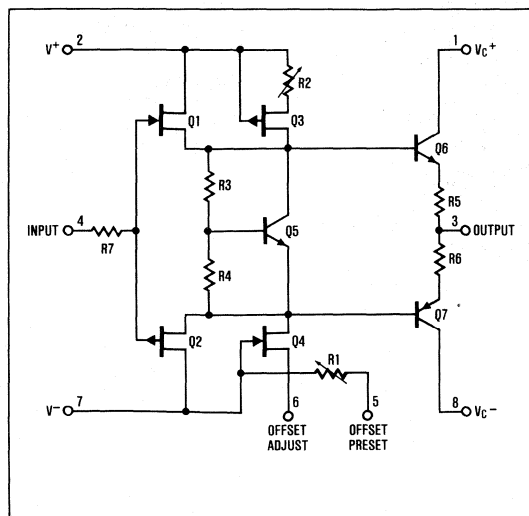 2
V+
1
VC+
R2
Q1
Q3
Q6
R3
R5
4
INPUT
R7
Q5
3
OUTPUT
R4
R6
Q7
Q2
Q4
R1
7
V-
6
5
8
VC-
OFFSET
ADJUST
OFFSET
PRESET